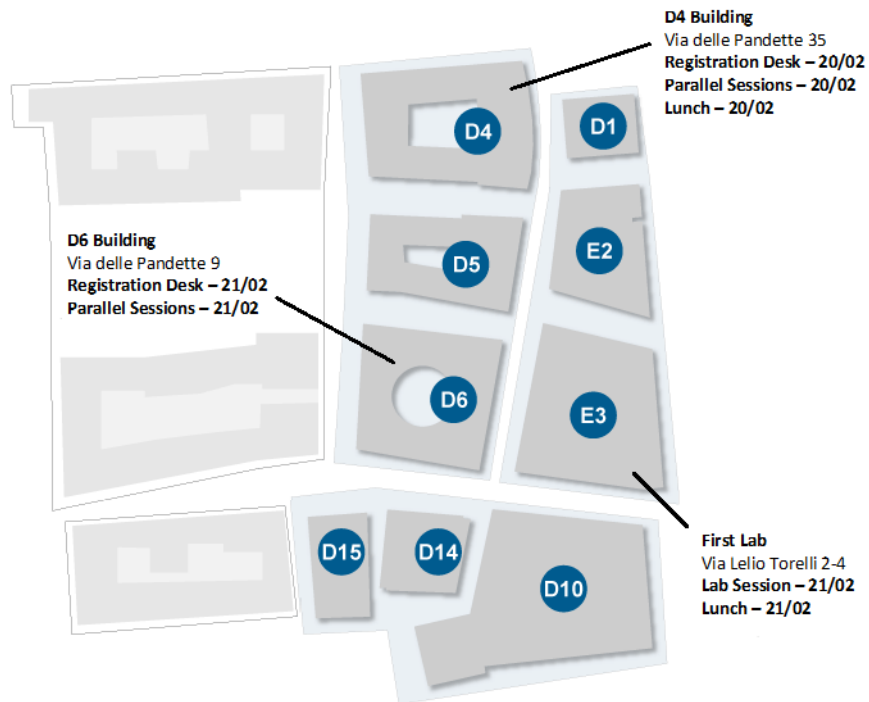 D4 Building
Via delle Pandette 35
Registration Desk – 20/02
Parallel Sessions – 20/02
Lunch – 20/02
D4
D1
D6 Building
Via delle Pandette 9
Registration Desk – 21/02
Parallel Sessions – 21/02
D5
E2
D6
E3
First Lab
Via Lelio Torelli 2-4
Lab Session – 21/02
Lunch – 21/02
D15
D14
D10